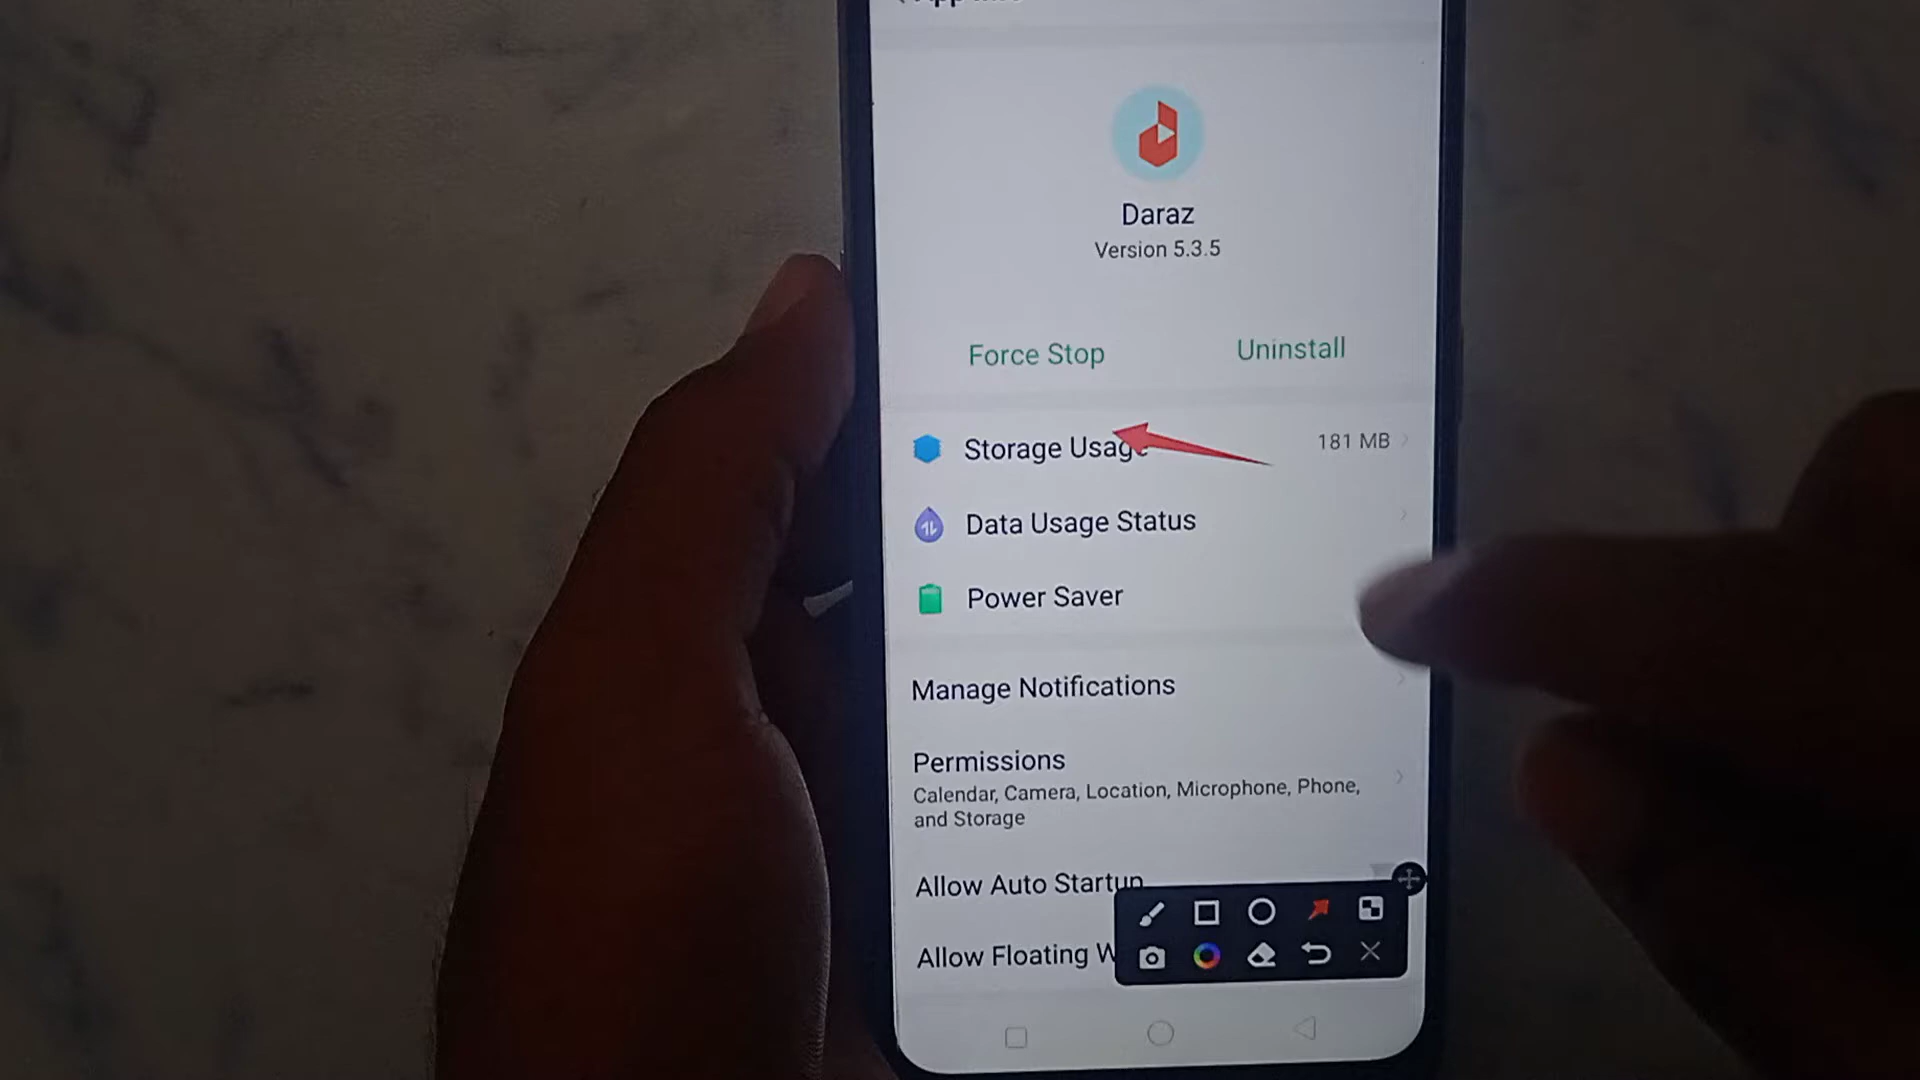 Daraz
Version 5.3.5
Force Stop
Uninstall
Storage Usage
181 MB
Data Usage Status
Power Saver
Manage Notifications
Permissions
Calendar, Camera, Location, Microphone, Phone,
and Storage
Allow Auto Startup
Allow Floating W